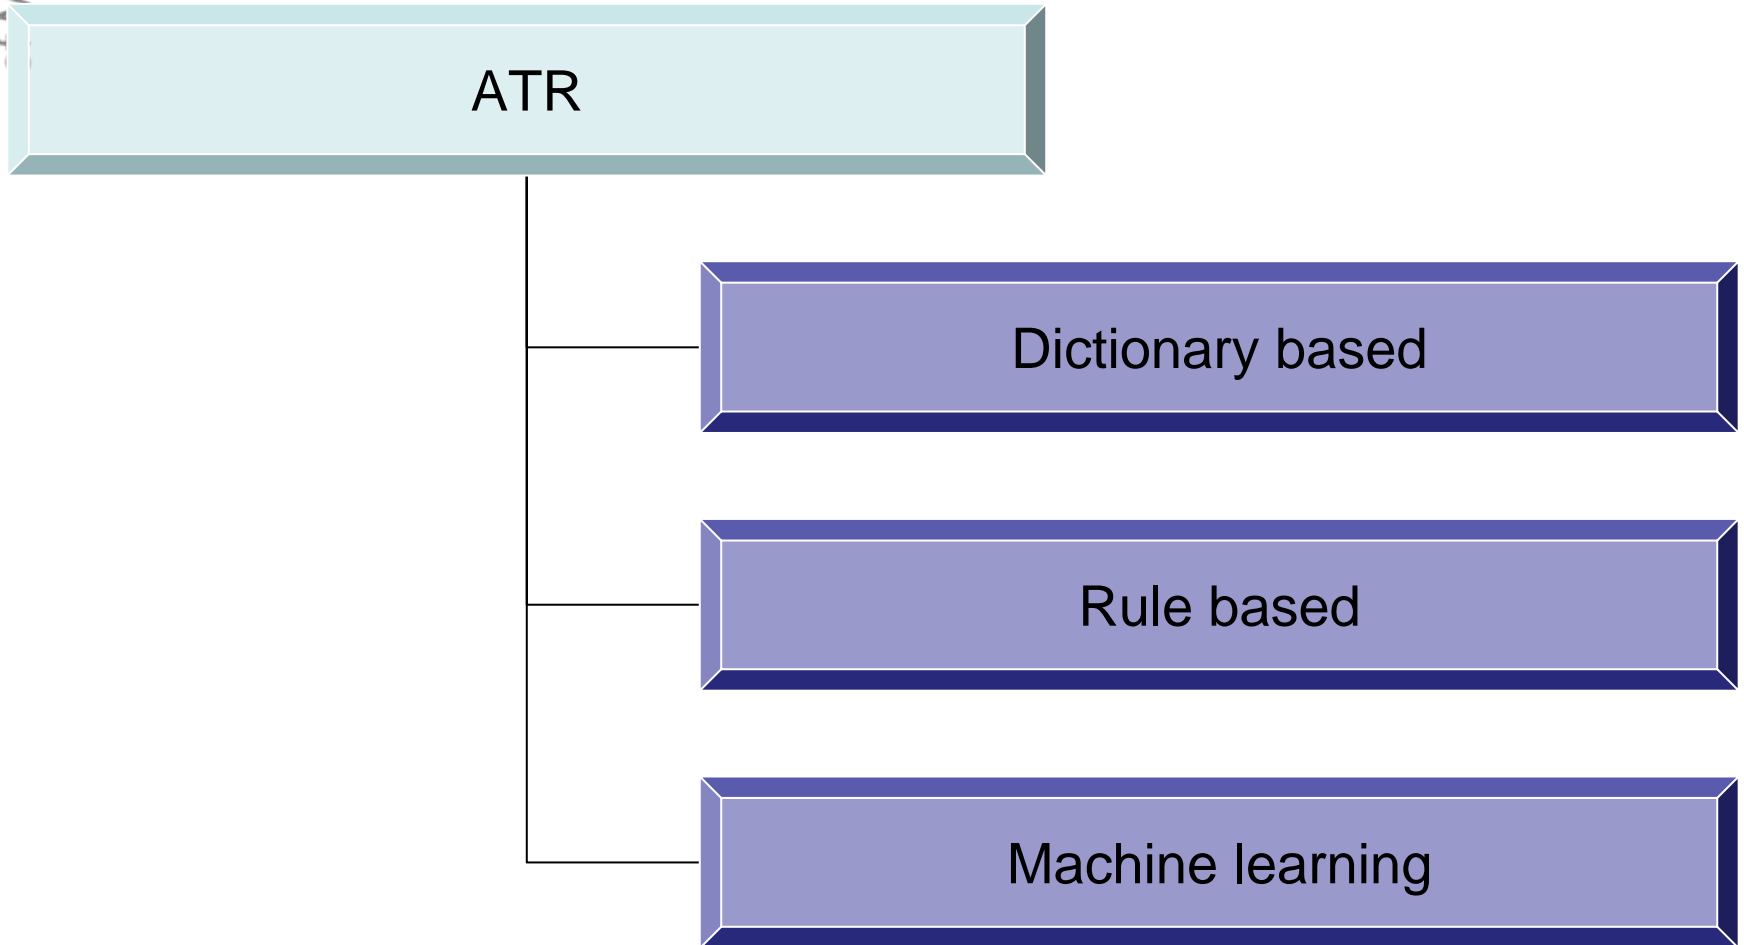 ATR
Dictionary based
Rule based
Machine learning